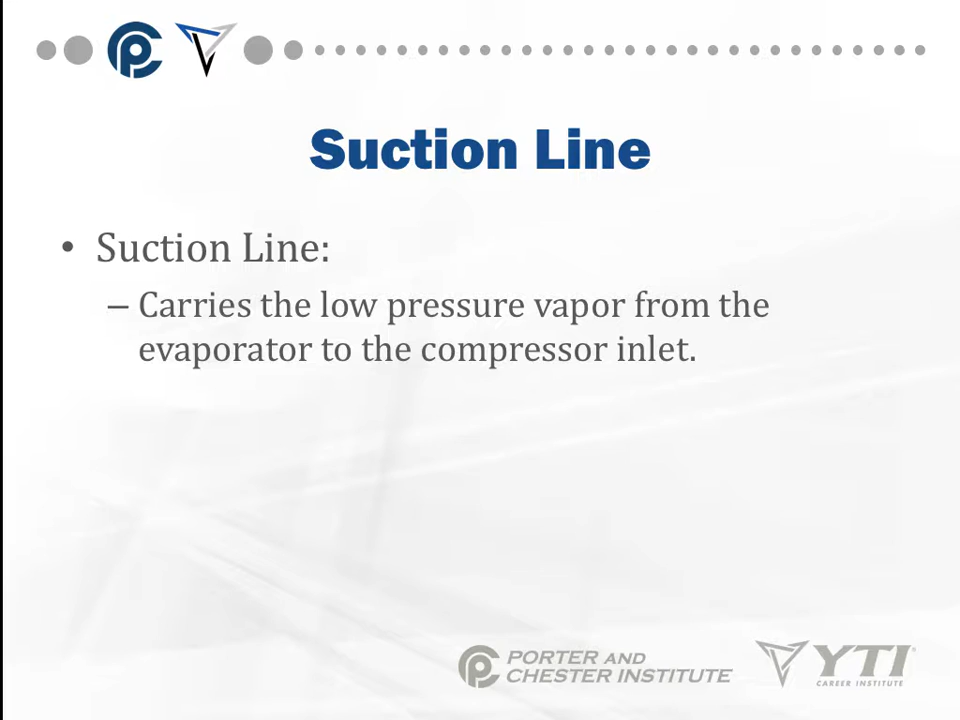 Suction Line
• Suction Line:
– Carries the low pressure vapor from the
evaporator to the compressor inlet.
PORTER AND
CHESTER INSTITUTE
YTI
CAREER INSTITUTE